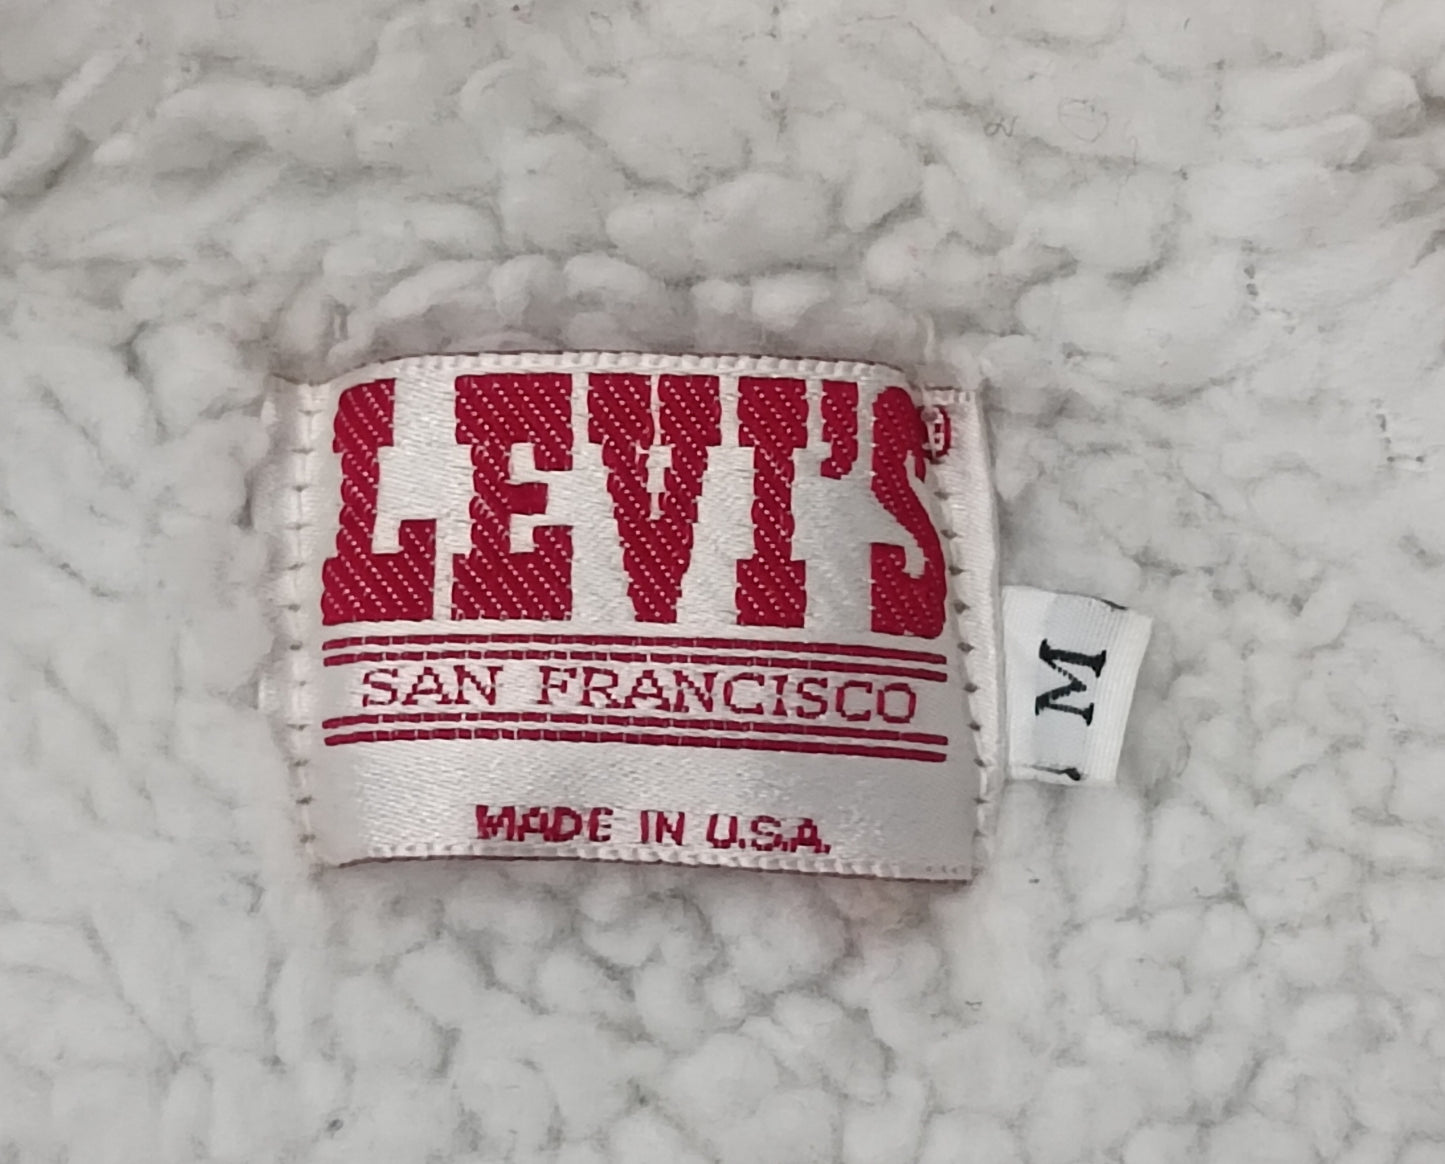 LEVI'S®
SAN FRANCISCO
MADE IN U.S.A.
M